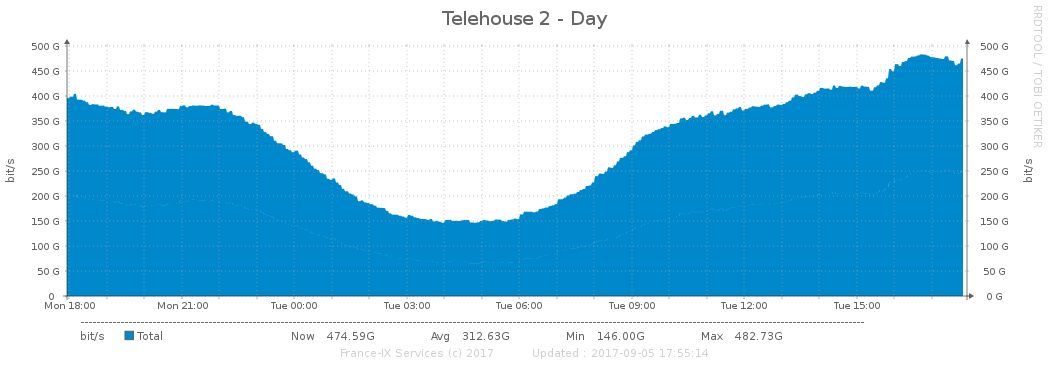 Telehouse 2 - Day
RRDTOOL / TOBI OETIKER
bit/s
500 G 500 G
450 G 450 G
400 G 400 G
350 G 350 G
300 G 300 G
250 G 250 G
200 G 200 G
150 G 150 G
100 G 100 G
50 G 50 G
0 0 G
bit/s
Mon 18:00 Mon 21:00 Tue 00:00 Tue 03:00 Tue 06:00 Tue 09:00 Tue 12:00 Tue 15:00
bit/s Total Now 474.59G Avg 312.63G Min 146.00G Max 482.73G
France-IX Services (c) 2017 Updated : 2017-09-05 17:55:14